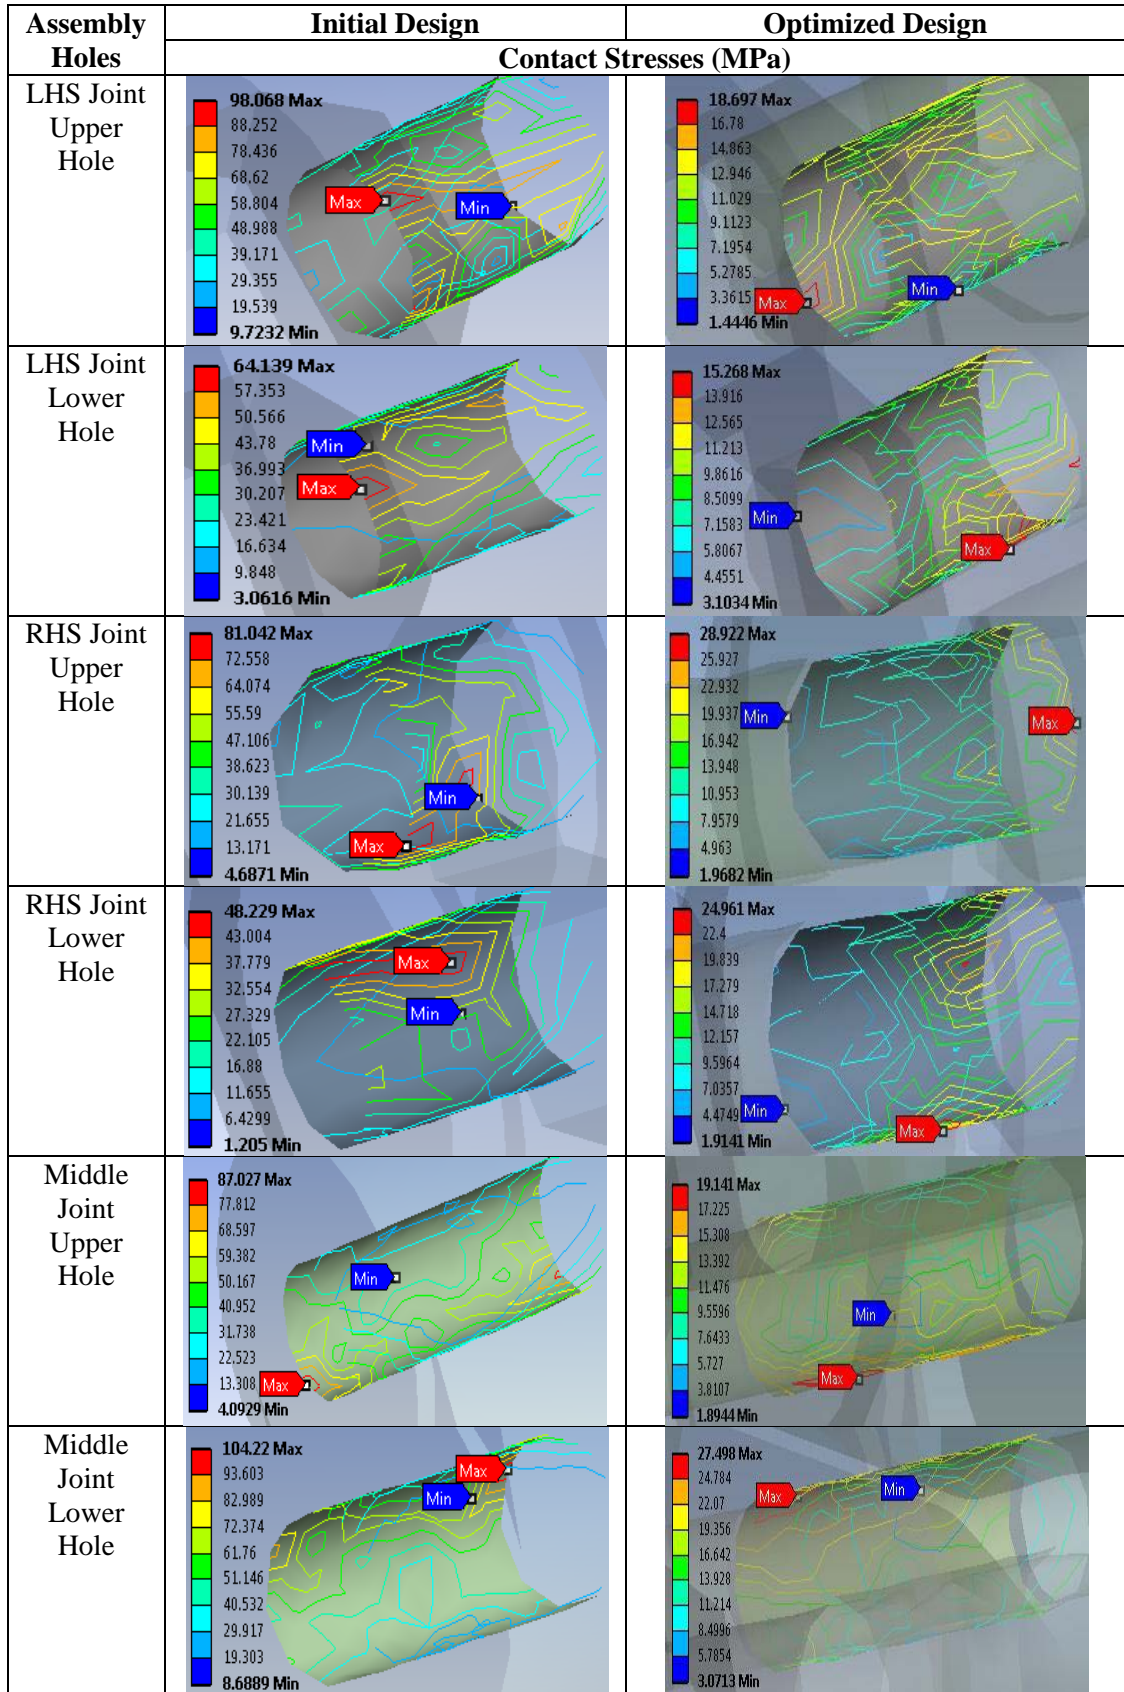 Assembly
Holes
Initial Design
Optimized Design
Contact Stresses (MPa)
LHS Joint
Upper
Hole
98.068 Max
88.252
78.436
68.62
58.804
48.988
39.171
29.355
19.539
9.7232 Min
Max
Min
18.697 Max
16.78
14.863
12.946
11.029
9.1123
7.1954
5.2785
3.3615
1.4446 Min
Max
Min
LHS Joint
Lower
Hole
64.139 Max
57.353
50.566
43.78
36.993
30.207
23.421
16.634
9.848
3.0616 Min
Min
Max
15.268 Max
13.916
12.565
11.213
9.8616
8.5099
7.1583
5.8067
4.4551
3.1034 Min
Min
Max
RHS Joint
Upper
Hole
81.042 Max
72.558
64.074
55.59
47.106
38.623
30.139
21.655
13.171
4.6871 Min
Min
Max
28.922 Max
25.927
22.932
19.937
16.942
13.948
10.953
7.9579
4.963
1.9682 Min
Min
Max
RHS Joint
Lower
Hole
48.229 Max
43.004
37.779
32.554
27.329
22.105
16.88
11.655
6.4299
1.205 Min
Max
Min
24.961 Max
22.4
19.839
17.279
14.718
12.157
9.5964
7.0357
4.4749
1.9141 Min
Min
Max
Middle
Joint
Upper
Hole
87.027 Max
77.812
68.597
59.382
50.167
40.952
31.738
22.523
13.308
4.0929 Min
Min
Max
19.141 Max
17.225
15.308
13.392
11.476
9.5596
7.6433
5.727
3.8107
1.8944 Min
Min
Max
Middle
Joint
Lower
Hole
104.22 Max
93.603
82.989
72.374
61.76
51.146
40.532
29.917
19.303
8.6889 Min
Max
Min
27.498 Max
24.784
22.07
19.356
16.642
13.928
11.214
8.4996
5.7854
3.0713 Min
Max
Min